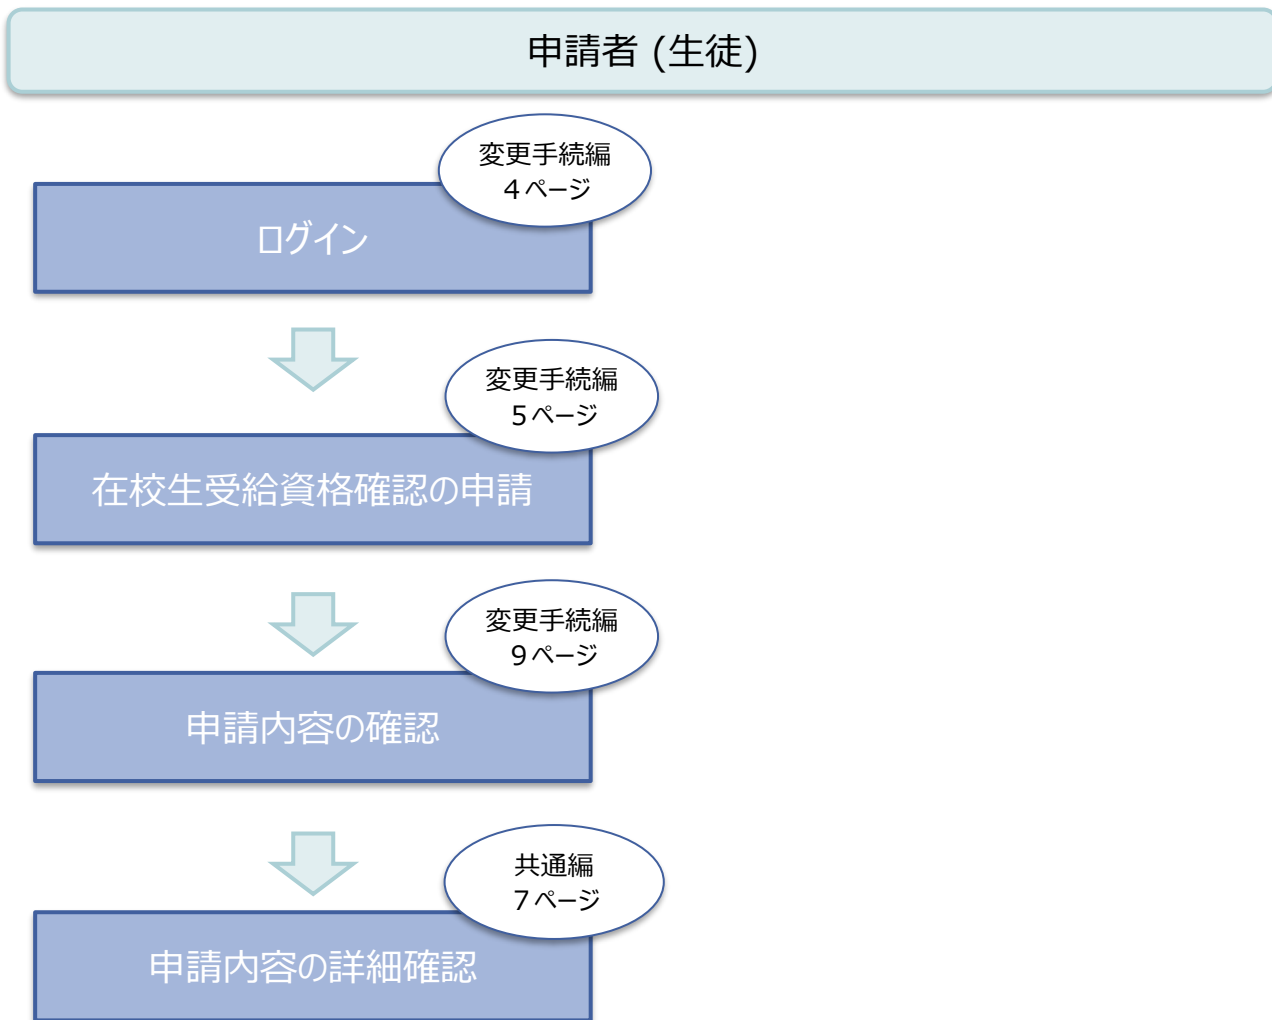 申請者 (生徒)
変更手続編
4ページ
ログイン
変更手続編
5ページ
在校生受給資格確認の申請
変更手続編
9ページ
申請内容の確認
共通編
7ページ
申請内容の詳細確認